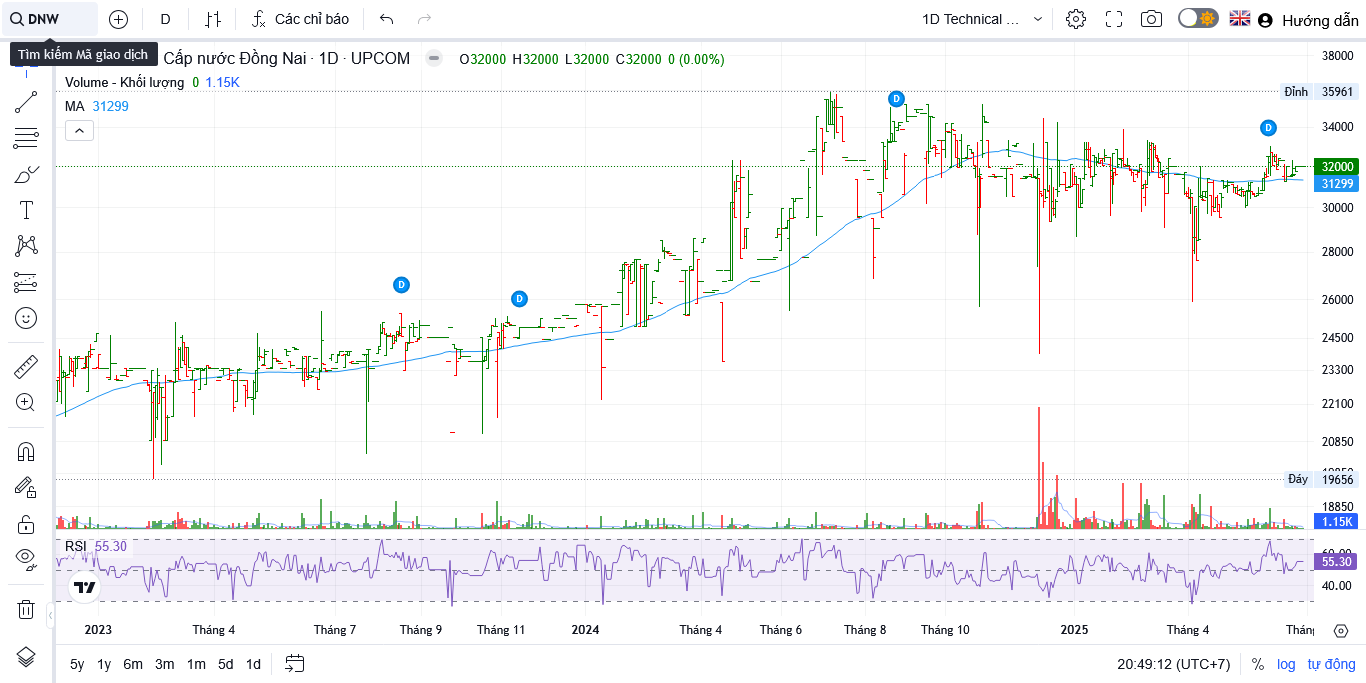 DNW
D
Các chỉ báo
1D Technical ...
Hướng dẫn
Tìm kiếm Mã giao dịch
Cấp nước Đồng Nai · 1D · UPCOM
O32000 H32000 L32000 C32000 0 (0.00%)
Volume - Khối lượng 0 1.15K
MA 31299
38000
Đỉnh 35961
34000
32000
31299
30000
28000
26000
24500
23300
22100
20850
Đáy 19656
18850
1.15K
D
D
D
D
RSI 55.30
55.30
40.00
2023
Tháng 4
Tháng 7
Tháng 9
Tháng 11
2024
Tháng 4
Tháng 6
Tháng 8
Tháng 10
2025
Tháng 4
5y 1y 6m 3m 1m 5d 1d
20:49:12 (UTC+7)
% log tự động